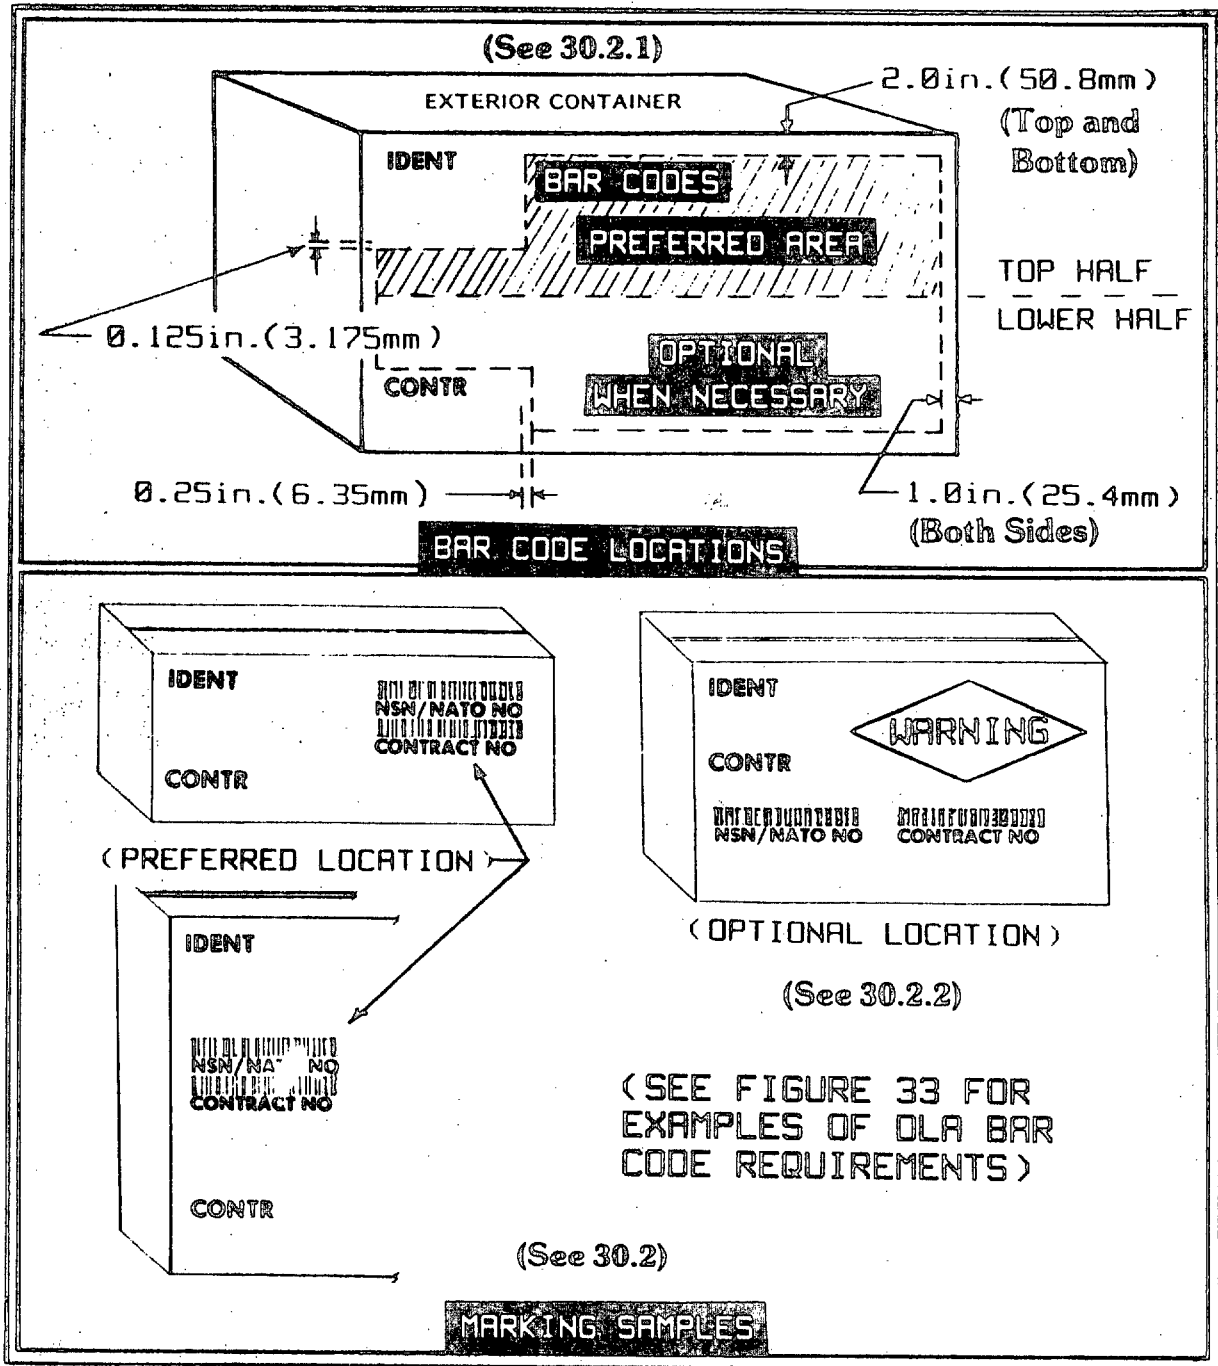 (See 30.2.1)
EXTERIOR CONTAINER
2.0in.(50.8mm)
(Top and
Bottom)
IDENT
BAR CODES
PREFERRED AREA
TOP HALF
LOWER HALF
0.125in.(3.175mm)
OPTIONAL
WHEN NECESSARY
CONTR
0.25in.(6.35mm)
1.0in.(25.4mm)
(Both Sides)
BAR CODE LOCATIONS
IDENT
NSN/NATO NO
CONTRACT NO
CONTR
(PREFERRED LOCATION)
IDENT
WARNING
CONTR
NSN/NATO NO CONTRACT NO
(OPTIONAL LOCATION)
(See 30.2.2)
IDENT
NSN/NA NO
CONTRACT NO
CONTR
(SEE FIGURE 33 FOR
EXAMPLES OF DLA BAR
CODE REQUIREMENTS)
(See 30.2)
MARKING SAMPLES